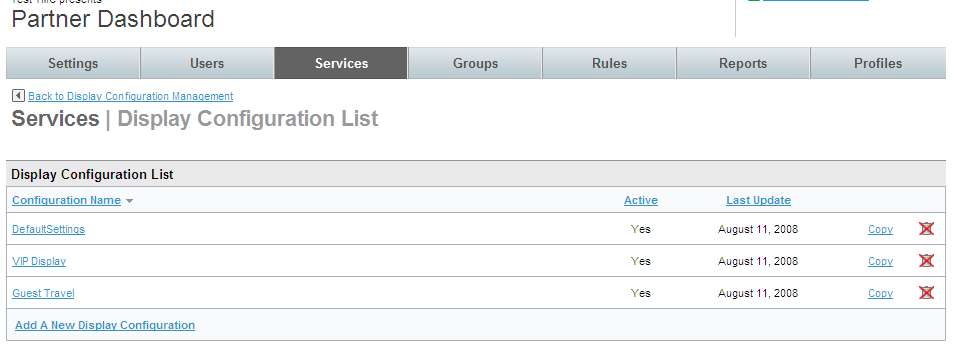 presents
Partner Dashboard
Settings Users Services Groups Rules Reports Profiles
Back to Display Configuration Management
Services | Display Configuration List
Display Configuration List
Configuration Name Active Last Update
DefaultSettings Yes August 11, 2008 Copy
VIP Display Yes August 11, 2008 Copy
Guest Travel Yes August 11, 2008 Copy
Add A New Display Configuration